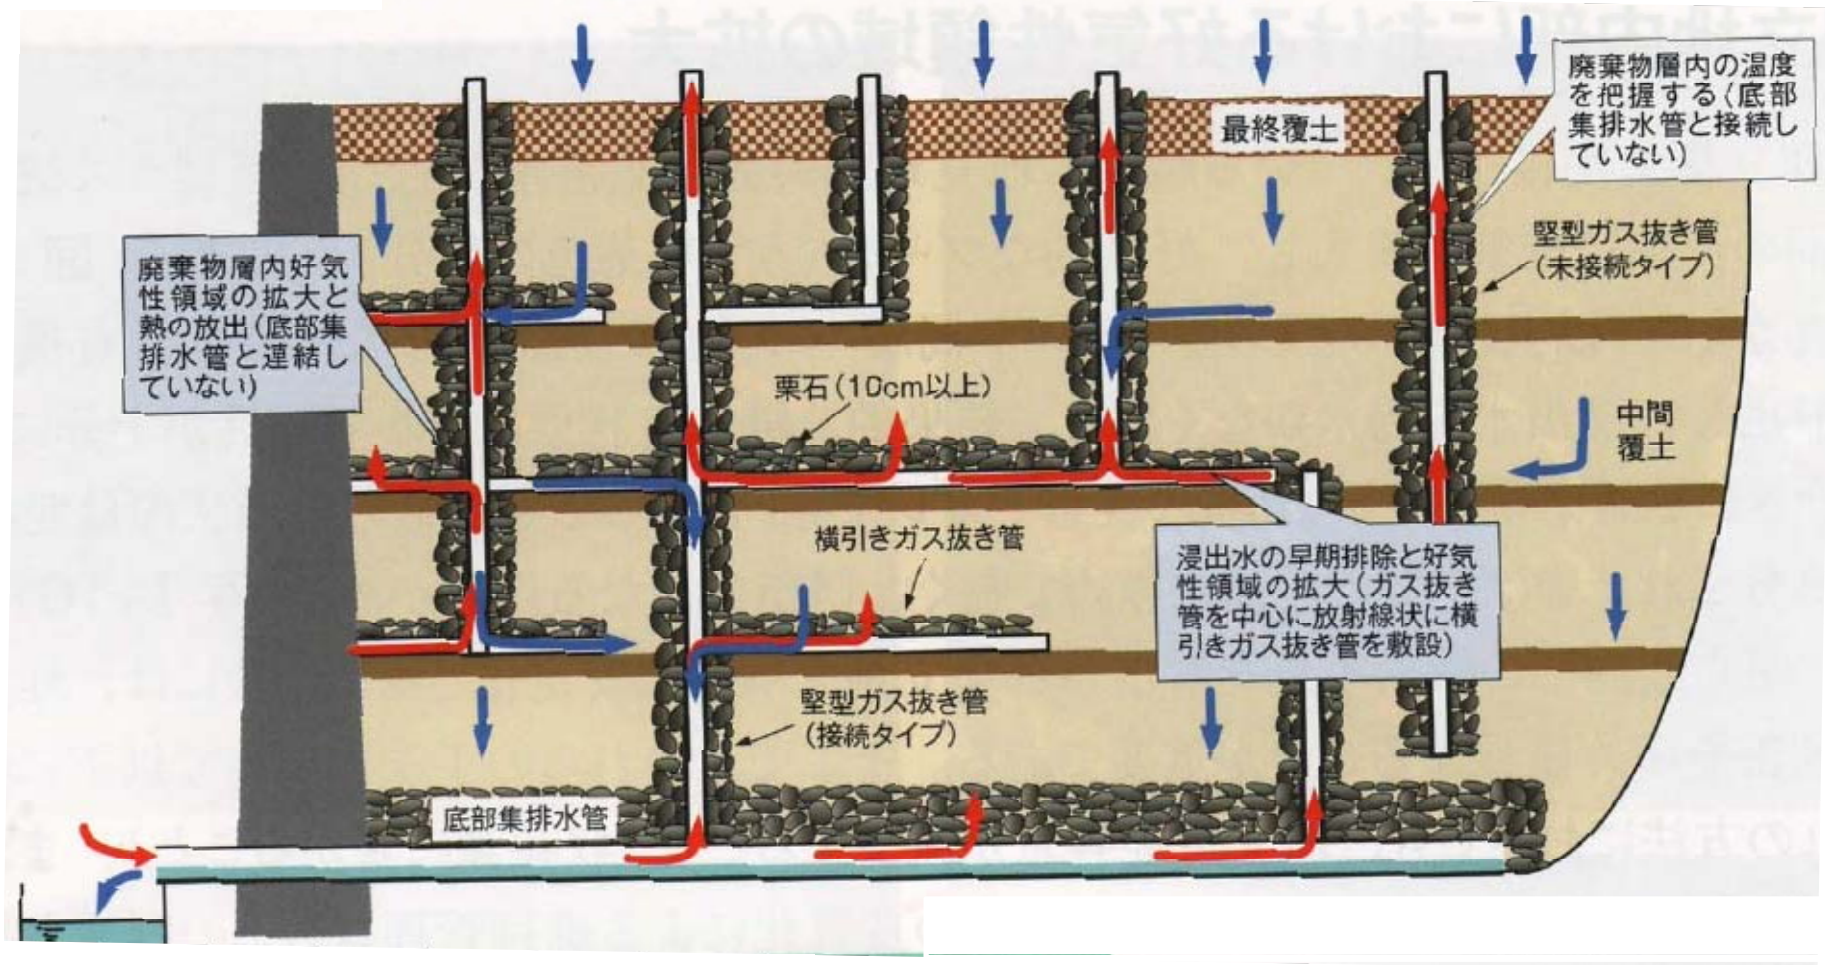 廃棄物層内の温度
を把握する（底部
集排水管と接続し
ていない）
最終覆土
堅型ガス抜き管
（未接続タイプ）
廃棄物層内好気
性領域の拡大と
熱の放出（底部集
排水管と連結し
ていない）
栗石（10cm以上）
中間
覆土
横引きガス抜き管
浸出水の早期排除と好気
性領域の拡大（ガス抜き
管を中心に放射線状に横
引きガス抜き管を敷設）
堅型ガス抜き管
（接続タイプ）
底部集排水管